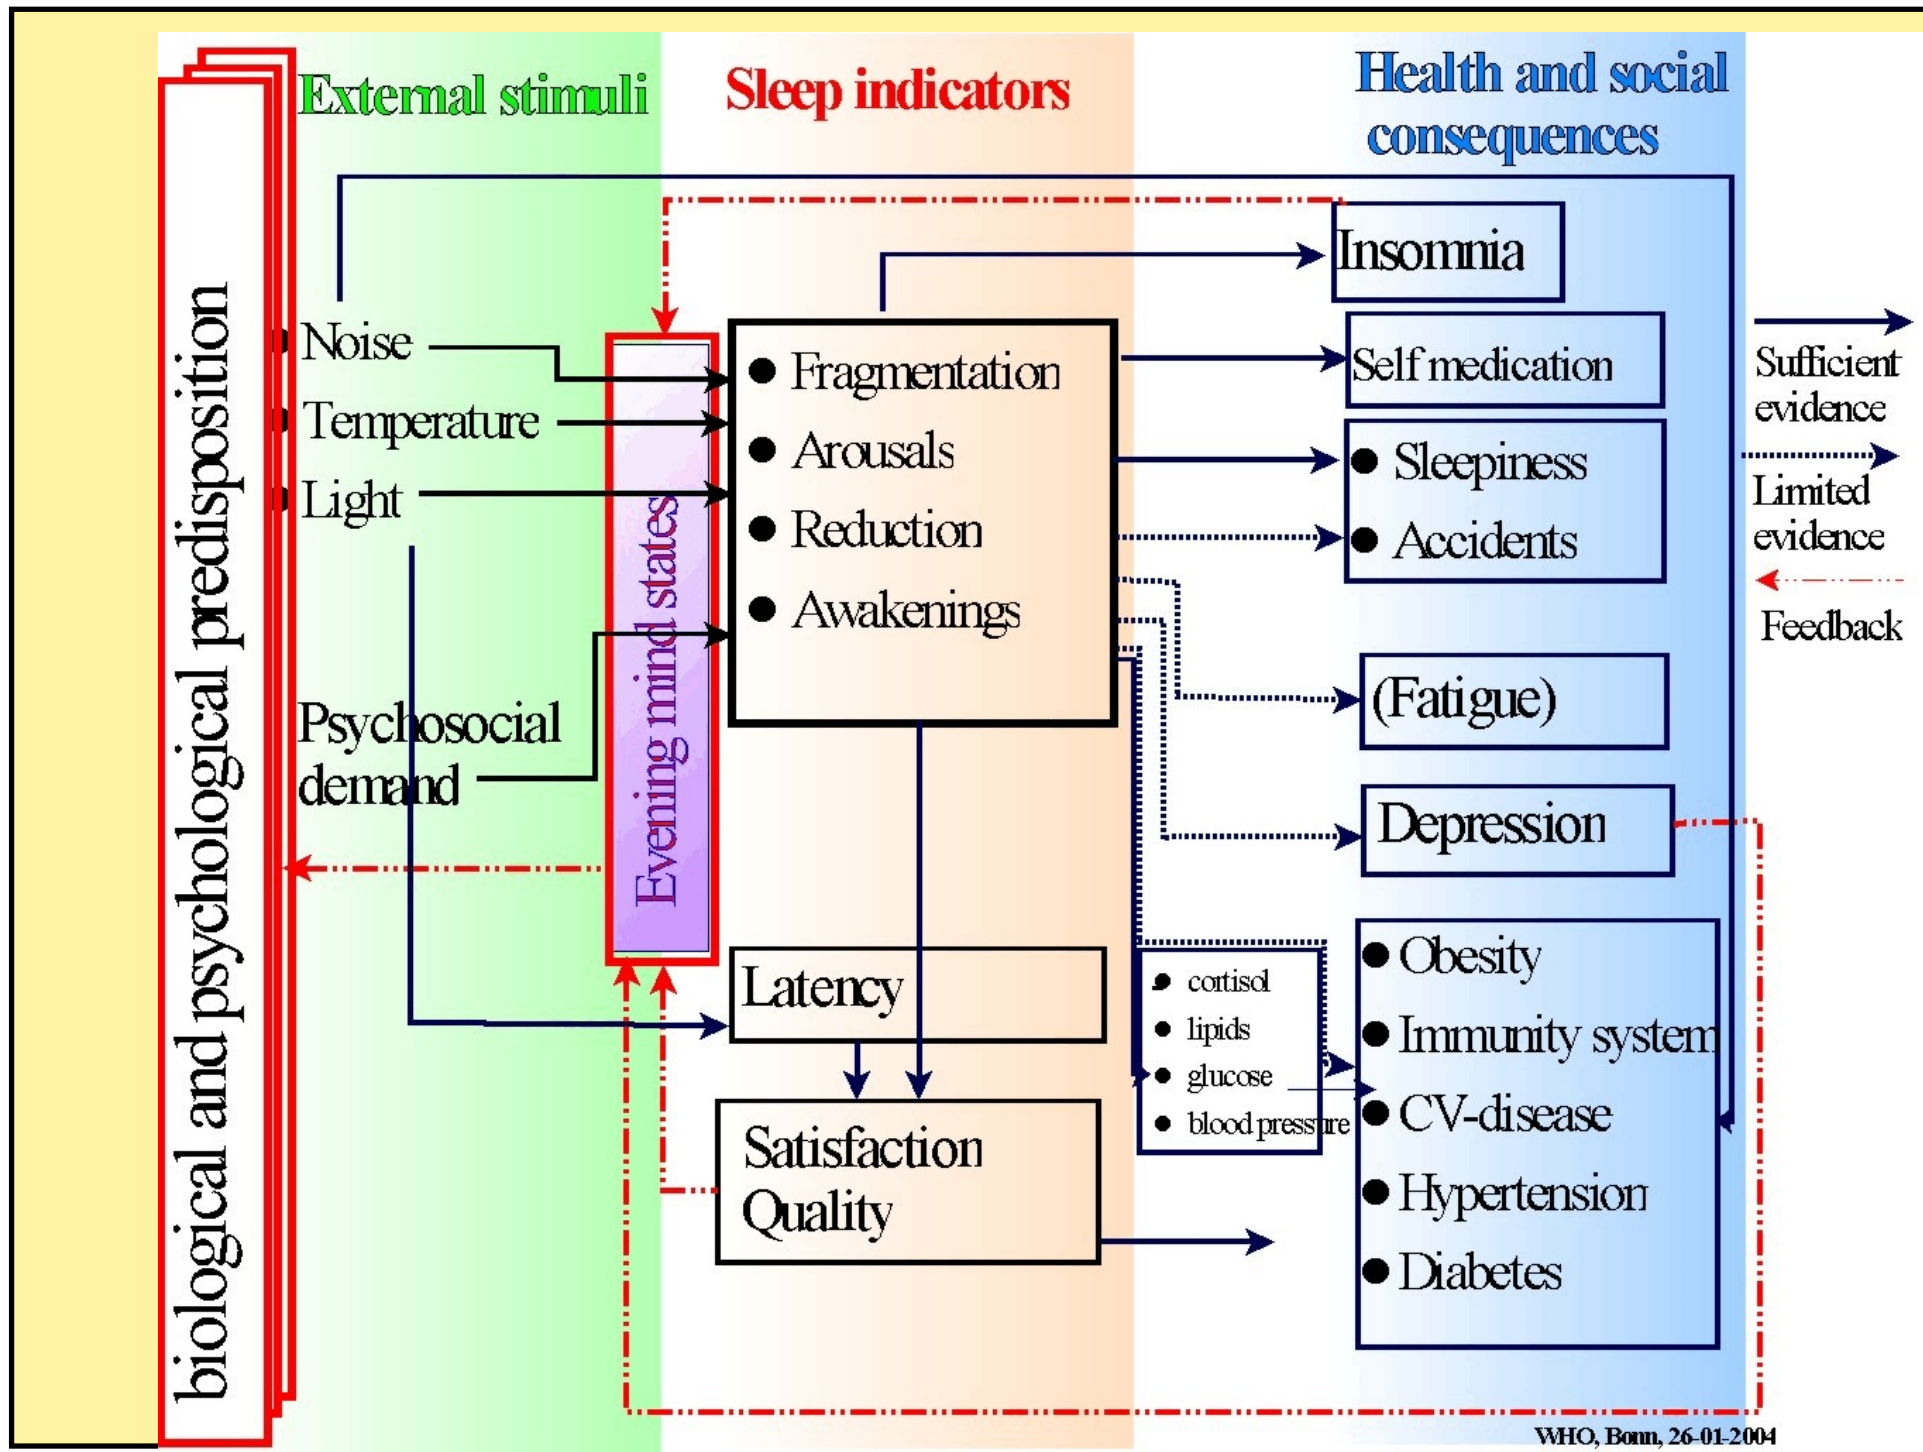 biological and psychological predisposition
External stimuli
Sleep indicators
Health and social
consequences
Noise
Temperature
Light
Psychosocial
demand
Evening mind states
Fragmentation
Arousals
Reduction
Awakenings
Latency
Satisfaction
Quality
Insomnia
Self medication
Sleepiness
Accidents
(Fatigue)
Depression
cortisol
lipids
glucose
blood pressure
Obesity
Immunity system
CV-disease
Hypertension
Diabetes
Sufficient
evidence
Limited
evidence
Feedback
WHO, Bonn, 26-01-2004